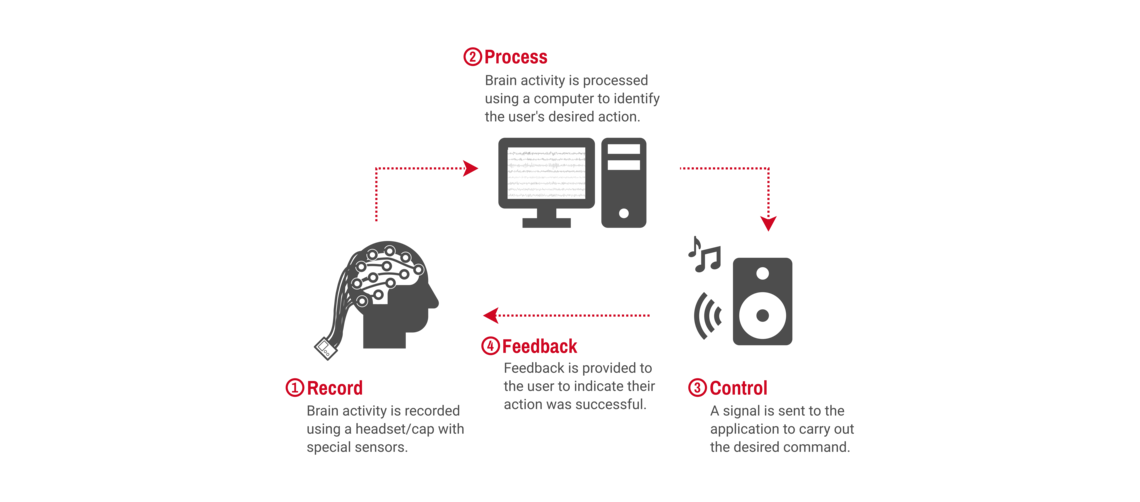 ② Process
Brain activity is processed
using a computer to identify
the user's desired action.
① Record
Brain activity is recorded
using a headset/cap with
special sensors.
④ Feedback
Feedback is provided to
the user to indicate their
action was successful.
③ Control
A signal is sent to the
application to carry out
the desired command.